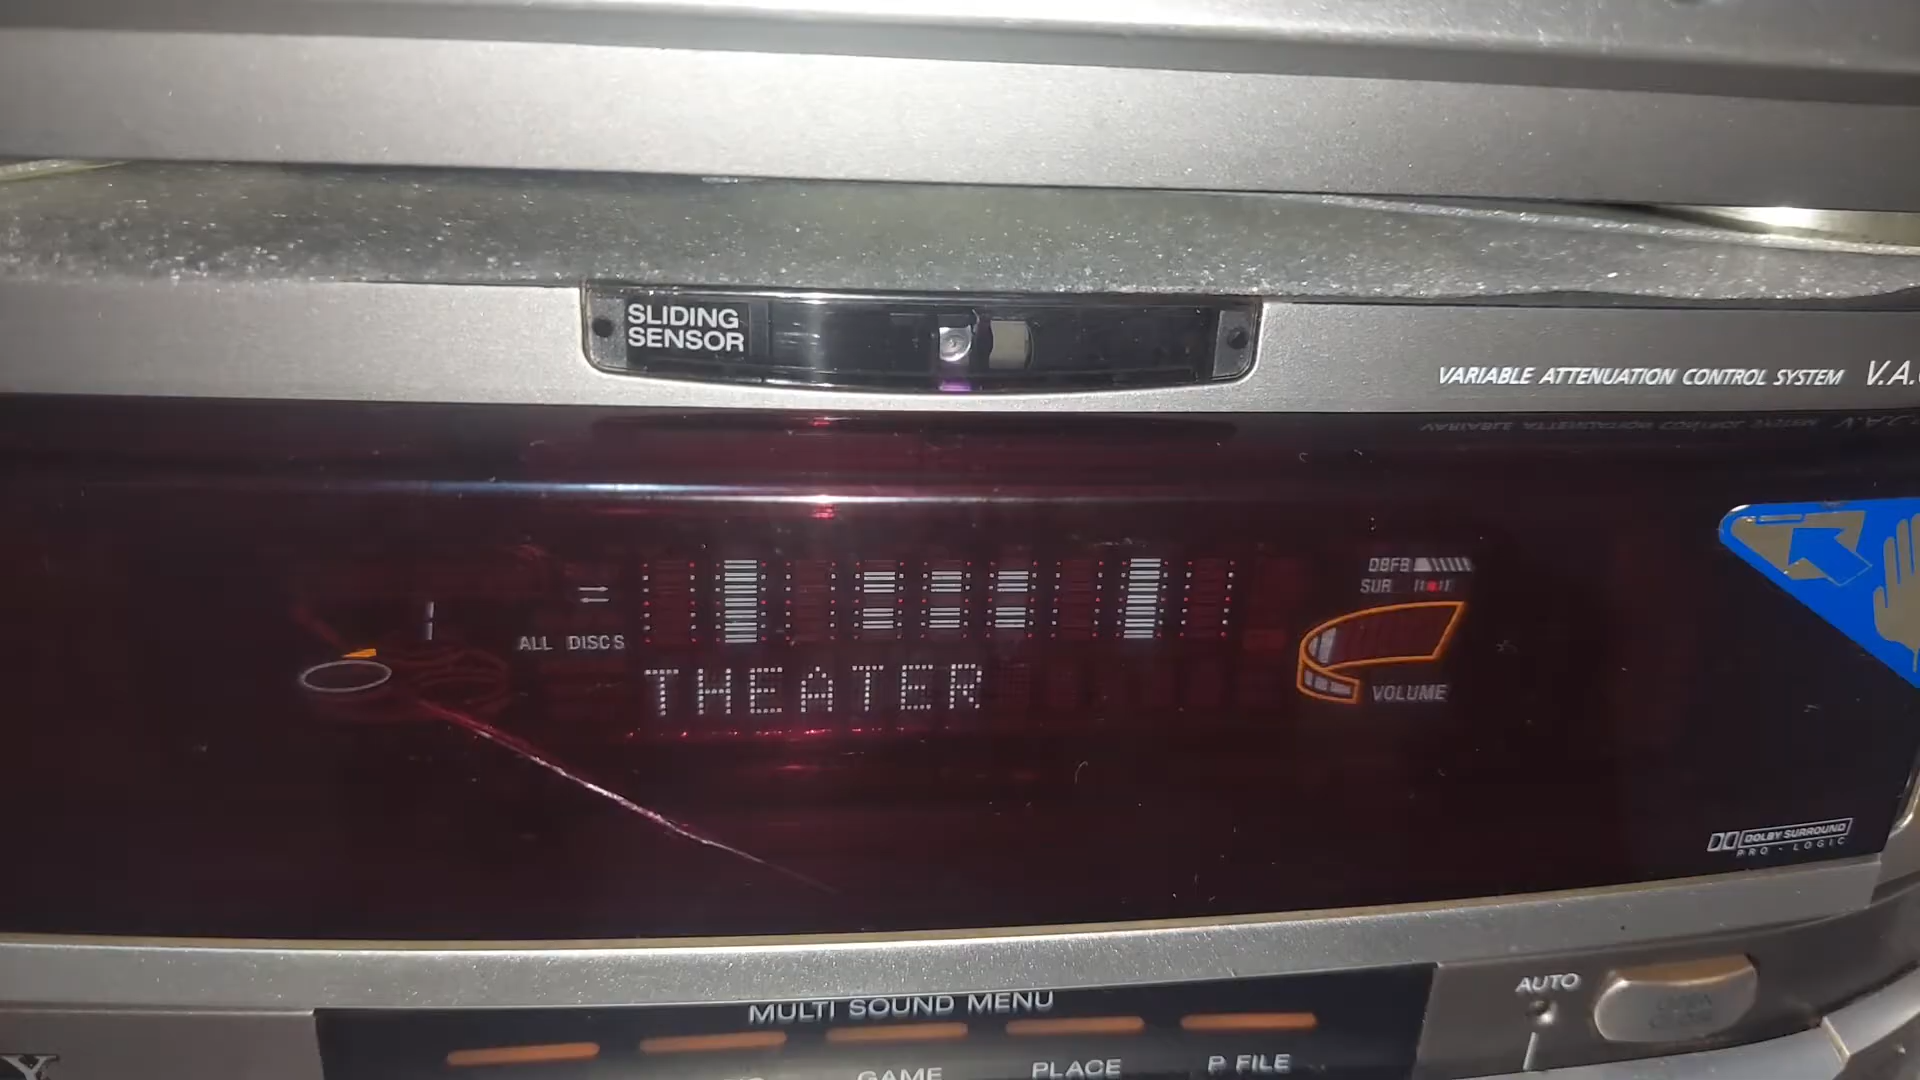 SLIDING
SENSOR
VARIABLE ATTENUATION CONTROL SYSTEM V.A.
DBFB
SUR
ALL DISCS
THEATER
VOLUME
DOLBY SURROUND
PRO - LOGIC
MULTI SOUND MENU
AUTO
GAME
PLACE
P FILE